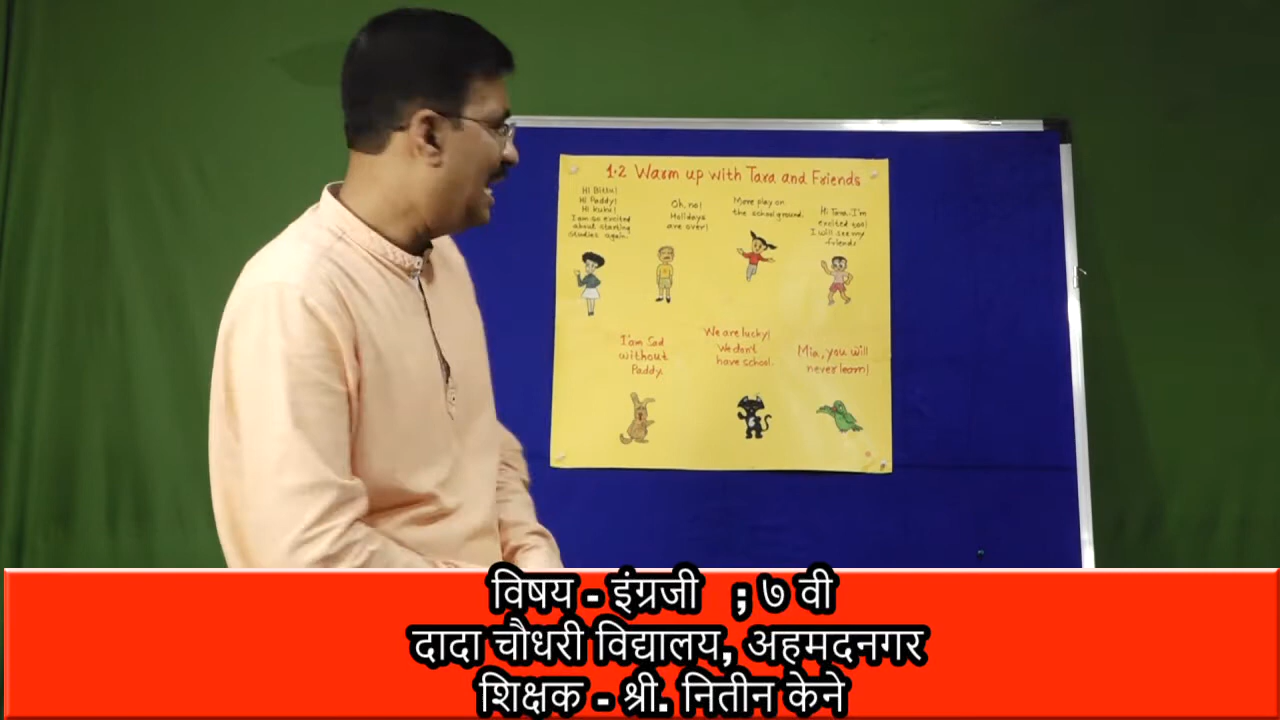 1.2 Warm up with Tara and Friends
Hi Bittu!
Hi Paddy!
Hi Kuhu!
I am so excited
about starting
studies again.
Oh no!
Holidays
are over!
More play on
the school ground.
Hi Tara. I'm
excited too!
I will see my
friends
I'am Sad
without
Paddy.
We are lucky!
We don't
have school.
Mia, you will
never learn!
विषय - इंग्रजी ; ७ वी
दादा चौधरी विद्यालय, अहमदनगर
शिक्षक - श्री. नितीन केने